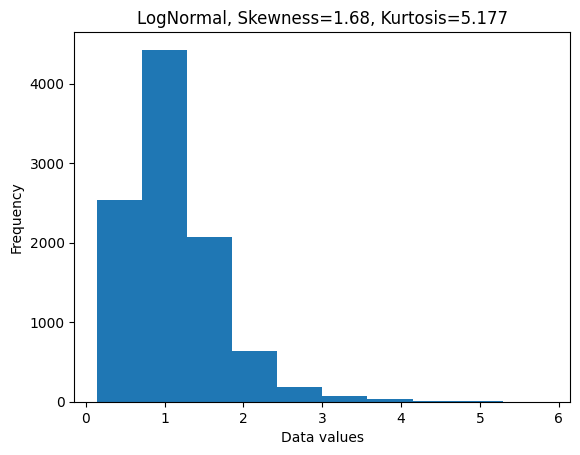 LogNormal, Skewness=1.68, Kurtosis=5.177
4000
3000
2000
1000
0
Frequency
0 1 2 3 4 5 6
Data values